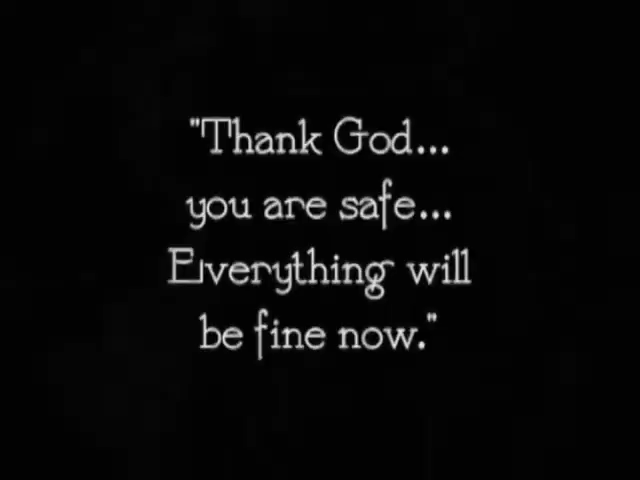 "Thank God...
you are safe...
Everything will
be fine now."